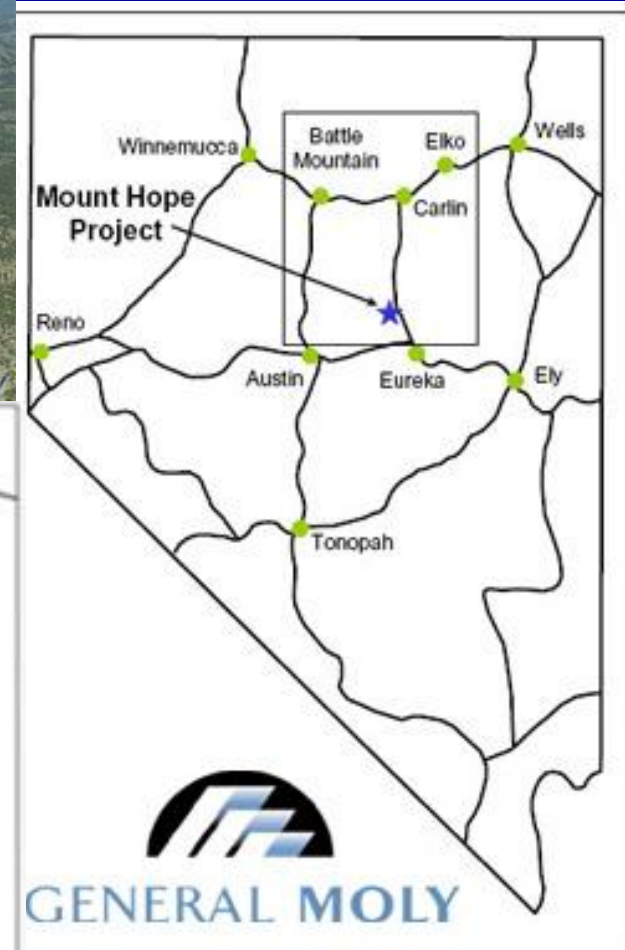 Winnemucca
Battle
Mountain
Elko
Wells
Carlin
Mount Hope
Project
Reno
Austin
Eureka
Ely
Tonopah
GENERAL MOLY